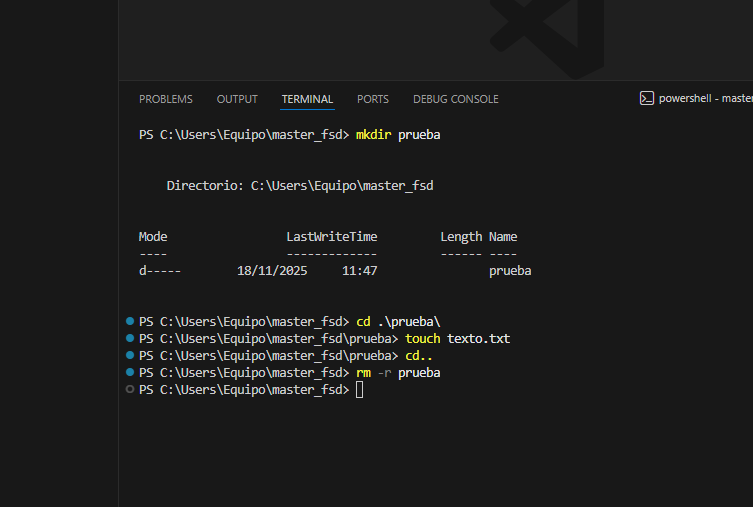 PROBLEMS OUTPUT TERMINAL PORTS DEBUG CONSOLE powershell - master
PS C:\Users\Equipo\master_fsd> mkdir prueba
Directorio: C:\Users\Equipo\master_fsd
Mode LastWriteTime Length Name
---- ------------- ------ ----
d----- 18/11/2025 11:47 prueba
PS C:\Users\Equipo\master_fsd> cd .\prueba\
PS C:\Users\Equipo\master_fsd\prueba> touch texto.txt
PS C:\Users\Equipo\master_fsd\prueba> cd..
PS C:\Users\Equipo\master_fsd> rm -r prueba
PS C:\Users\Equipo\master_fsd>